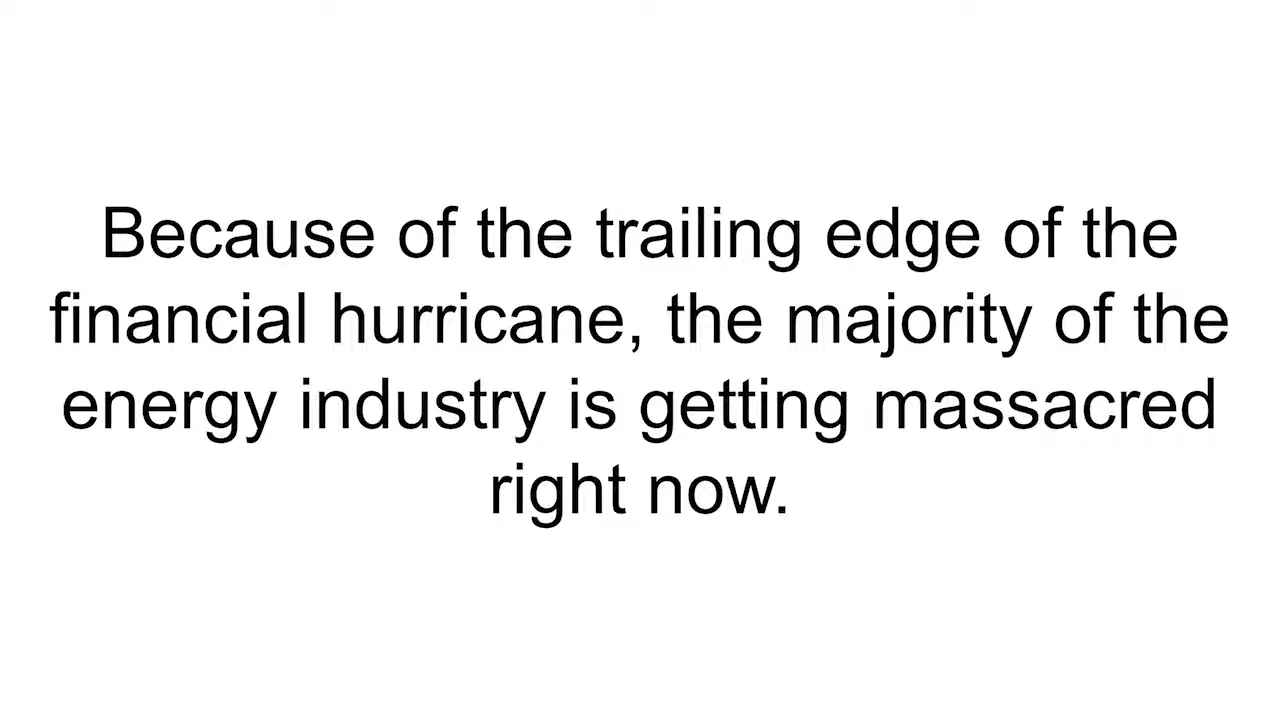 Because of the trailing edge of the
financial hurricane, the majority of the
energy industry is getting massacred
right now.